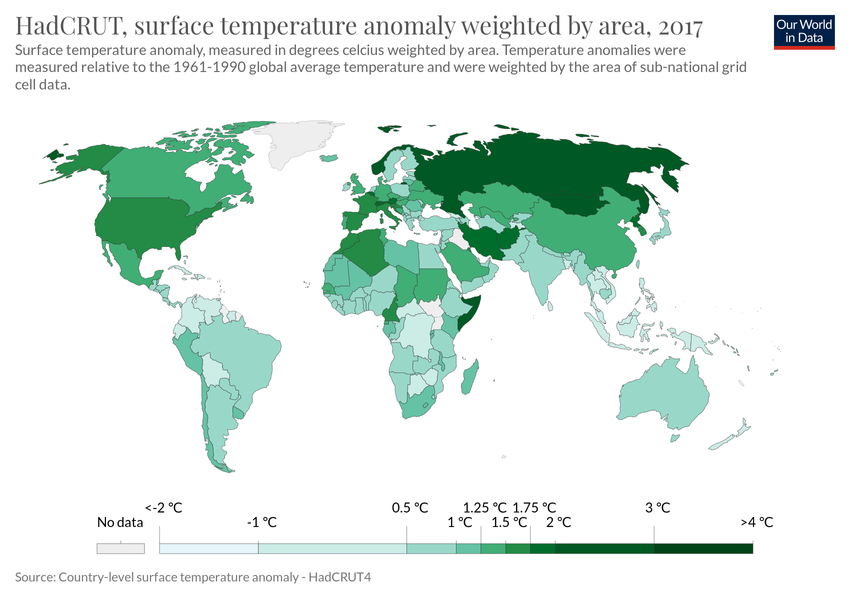 HadCRUT, surface temperature anomaly weighted by area, 2017
Our World
in Data
Surface temperature anomaly, measured in degrees celcius weighted by area. Temperature anomalies were
measured relative to the 1961-1990 global average temperature and were weighted by the area of sub-national grid
cell data.
<-2 °C 0.5 °C 1.25 °C 1.75 °C 3 °C
No data -1 °C 1 °C 1.5 °C 2 °C >4 °C
Source: Country-level surface temperature anomaly - HadCRUT4